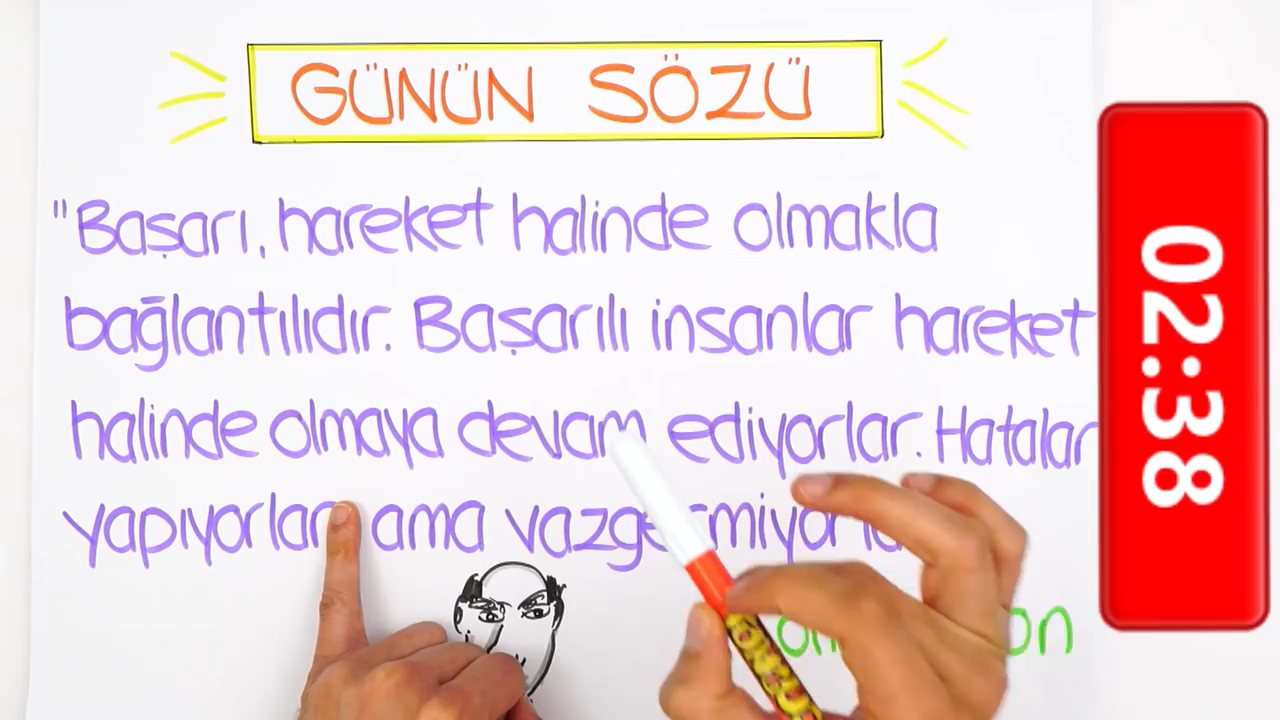 GÜNÜN SÖZÜ
"Başarı, hareket halinde olmakla
bağlantılıdır. Başarılı insanlar hareket
halinde olmaya devam ediyorlar. Hatalar
yapıyorlar ama
02:38